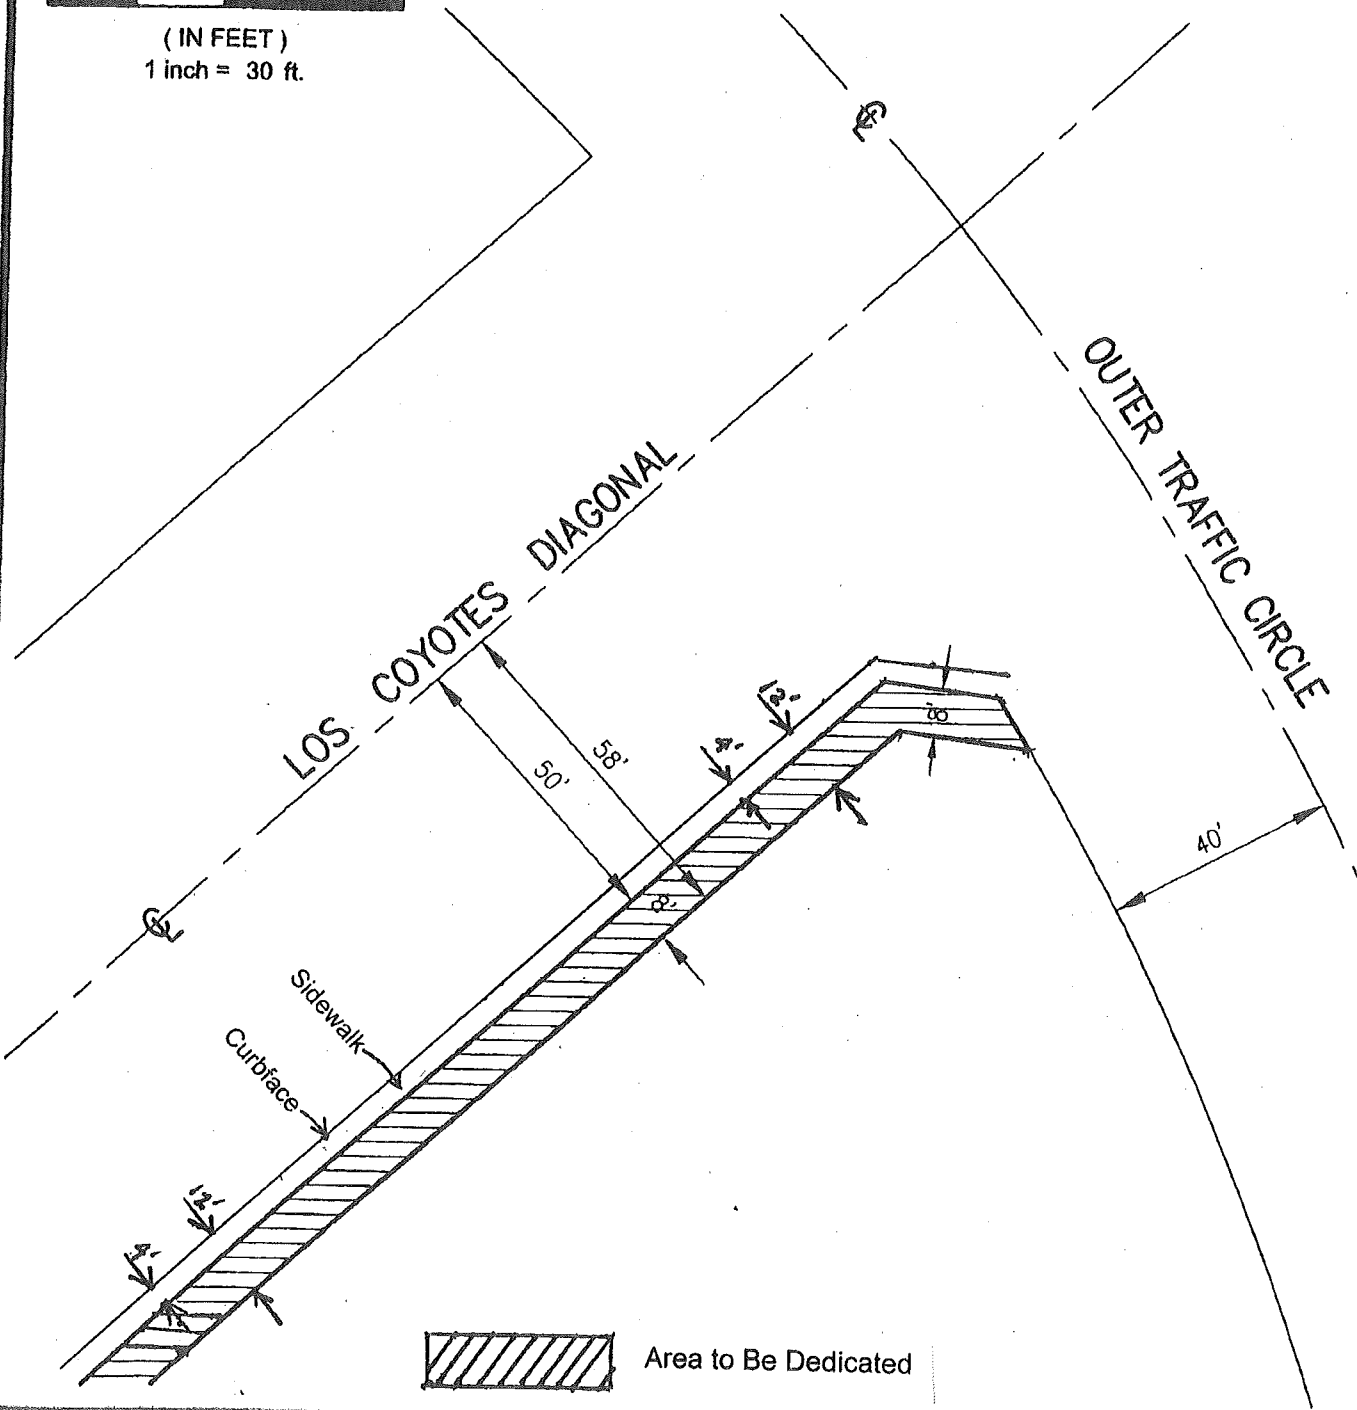 ( IN FEET )
1 inch = 30 ft.
℄
OUTER TRAFFIC CIRCLE
LOS COYOTES DIAGONAL
12'
4'
58'
50'
8'
40'
8'
℄
Sidewalk
Curbface
12'
4'
Area to Be Dedicated